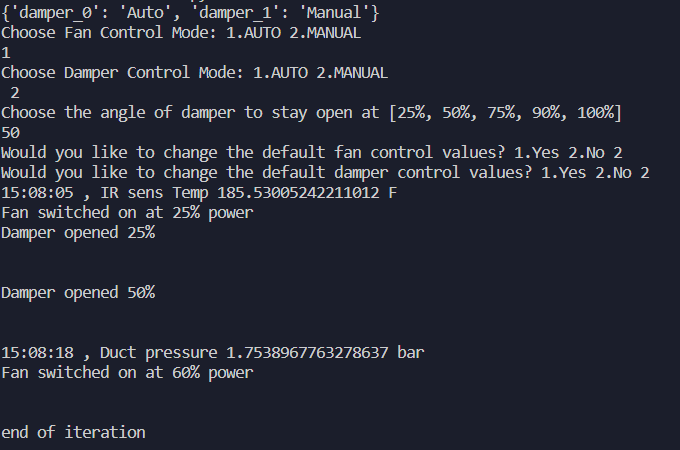 {'damper_0': 'Auto', 'damper_1': 'Manual'}
Choose Fan Control Mode: 1.AUTO 2.MANUAL
1
Choose Damper Control Mode: 1.AUTO 2.MANUAL
2
Choose the angle of damper to stay open at [25%, 50%, 75%, 90%, 100%]
50
Would you like to change the default fan control values? 1.Yes 2.No 2
Would you like to change the default damper control values? 1.Yes 2.No 2
15:08:05 , IR sens Temp 185.53005242211012 F
Fan switched on at 25% power
Damper opened 25%
Damper opened 50%
15:08:18 , Duct pressure 1.7538967763278637 bar
Fan switched on at 60% power
end of iteration